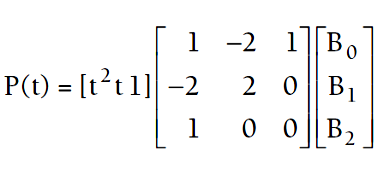 1 −2 1 B₀
P(t) = [t² t 1] −2 2 0 B₁
1 0 0 B₂